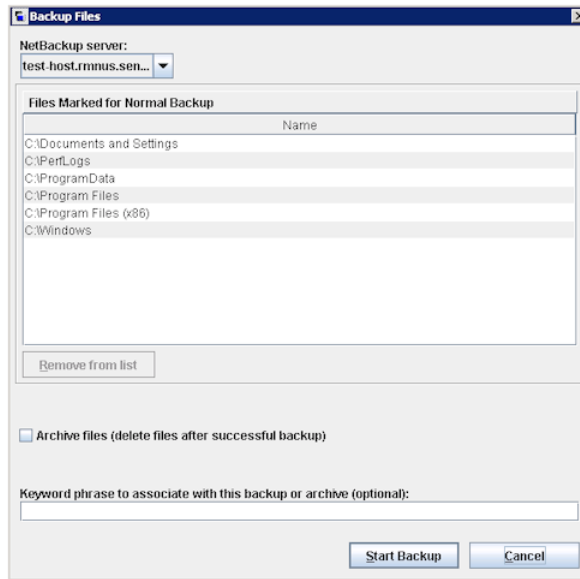 Backup Files
NetBackup server:
test-host.rmnus.sen...
Files Marked for Normal Backup
Name
C:\Documents and Settings
C:\PerfLogs
C:\ProgramData
C:\Program Files
C:\Program Files (x86)
C:\Windows
Remove from list
Archive files (delete files after successful backup)
Keyword phrase to associate with this backup or archive (optional):
Start Backup
Cancel